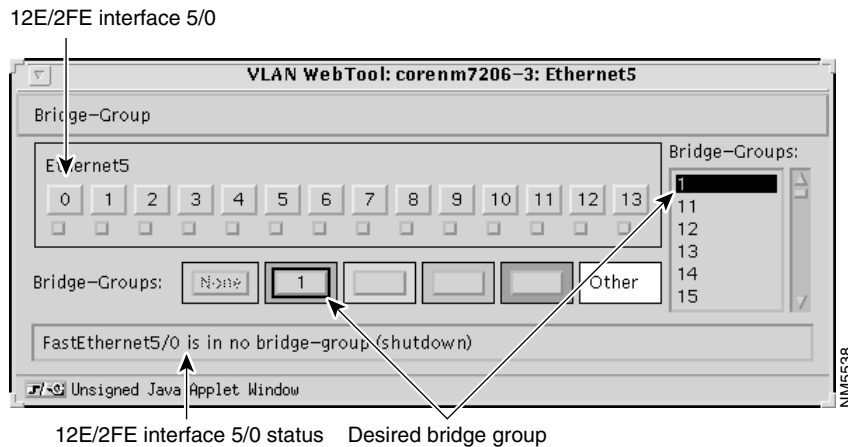 12E/2FE interface 5/0
VLAN WebTool: corenm7206-3: Ethernet5
Bridge-Group
Ethernet5
0 1 2 3 4 5 6 7 8 9 10 11 12 13
Bridge-Groups:
1
11
12
13
14
15
Bridge-Groups: None 1 Other
FastEthernet5/0 is in no bridge-group (shutdown)
Unsigned Java Applet Window
NM5538
12E/2FE interface 5/0 status Desired bridge group